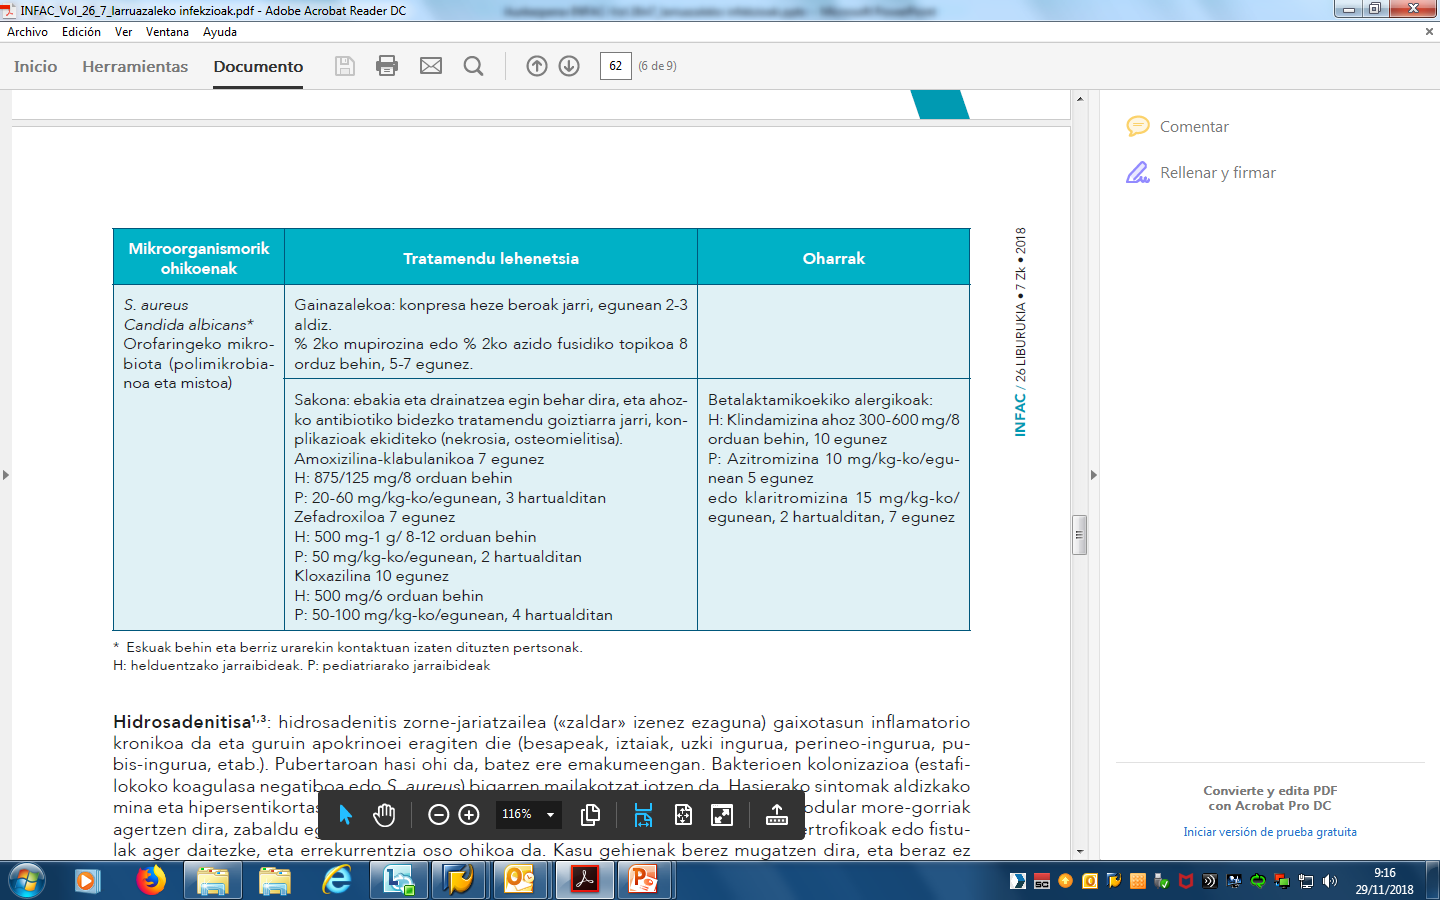 INFAC_Vol_26_7_larruazaleko infekzioak.pdf - Adobe Acrobat Reader DC
Archivo Edición Ver Ventana Ayuda
Inicio Herramientas Documento 62 (6 de 9)
Comentar
Rellenar y firmar
Mikroorganismorik
ohikoenak
Tratamendu lehenetsia
Oharrak
S. aureus
Candida albicans*
Orofaringeko mikro-
biota (polimikrobia-
noa eta mistoa)
Gainazalekoa: konpresa heze beroak jarri, egunean 2-3
aldiz.
% 2ko mupirozina edo % 2ko azido fusidiko topikoa 8
orduz behin, 5-7 egunez.
Sakona: ebakia eta drainatzea egin behar dira, eta ahoz-
ko antibiotiko bidezko tratamendu goiztiarra jarri, kon-
plikazioak ekiditeko (nekrosia, osteomielitisa).
Amoxizilina-klabulanikoa 7 egunez
H: 875/125 mg/8 orduan behin
P: 20-60 mg/kg-ko/egunean, 3 hartualditan
Zefadroxiloa 7 egunez
H: 500 mg-1 g/ 8-12 orduan behin
P: 50 mg/kg-ko/egunean, 2 hartualditan
Kloxazilina 10 egunez
H: 500 mg/6 orduan behin
P: 50-100 mg/kg-ko/egunean, 4 hartualditan
Betalaktamikoekiko alergikoak:
H: Klindamizina ahoz 300-600 mg/8
orduan behin, 10 egunez
P: Azitromizina 10 mg/kg-ko/egu-
nean 5 egunez
edo klaritromizina 15 mg/kg-ko/
egunean, 2 hartualditan, 7 egunez
INFAC / 26 LIBURUKIA • 7 Zk • 2018
* Eskuak behin eta berriz urarekin kontaktuan izaten dituzten pertsonak.
H: helduentzako jarraibideak. P: pediatriarako jarraibideak
Hidrosadenitisa1,3: hidrosadenitis zorne-jariatzailea («zaldar» izenez ezaguna) gaixotasun inflamatorio
kronikoa da eta guruin apokrinoei eragiten die (besapeak, iztaiak, uzki ingurua, perineo-ingurua, pu-
bis-ingurua, etab.). Pubertaroan hasi ohi da, batez ere emakumeengan. Bakterioen kolonizazioa (estafi-
lokoko koagulasa negatiboa edo S. aureus) bigarren mailakotzat jotzen da. Hasierako sintomak aldizkako
mina eta hipersentikortas odular more-gorriak
agertzen dira, zabaldu eg ertrofikoak edo fistu-
lak ager daitezke, eta errekurrentzia oso ohikoa da. Kasu gehienak berez mugatzen dira, eta beraz ez
116%
Convierte y edita PDF
con Acrobat Pro DC
Iniciar versión de prueba gratuita
9:16
29/11/2018